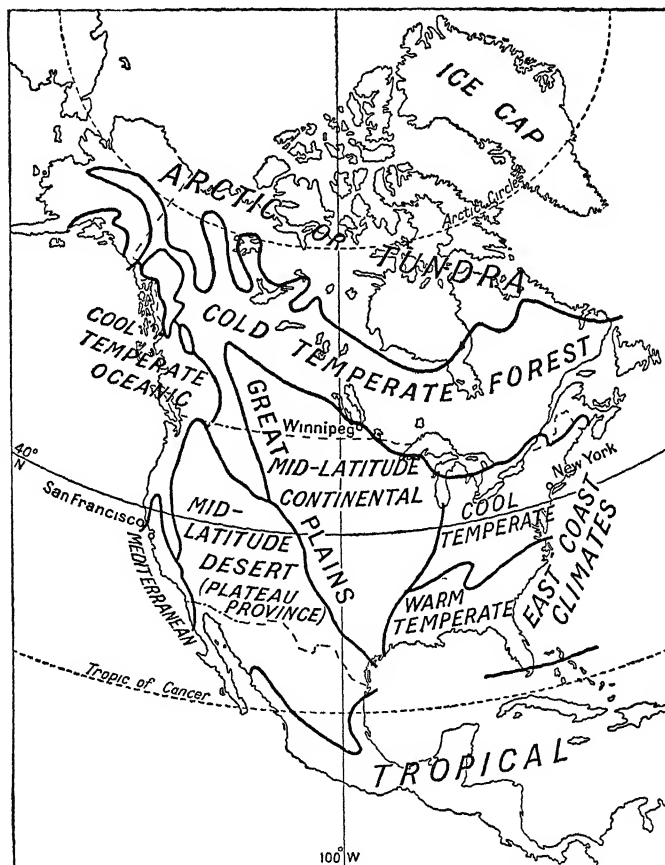 ICE CAP
ARCTIC OR TUNDRA
Arctic Circle
COLD TEMPERATE FOREST
COOL
TEMPERATE
OCEANIC
GREAT PLAINS
Winnipeg
MID-LATITUDE
CONTINENTAL
New York
40°
N
COOL
TEMPERATE
San Francisco
MID-
LATITUDE
DESERT
(PLATEAU
PROVINCE)
MEDITERRANEAN
EAST COAST
CLIMATES
WARM
TEMPERATE
Tropic of Cancer
TROPICAL
100°W